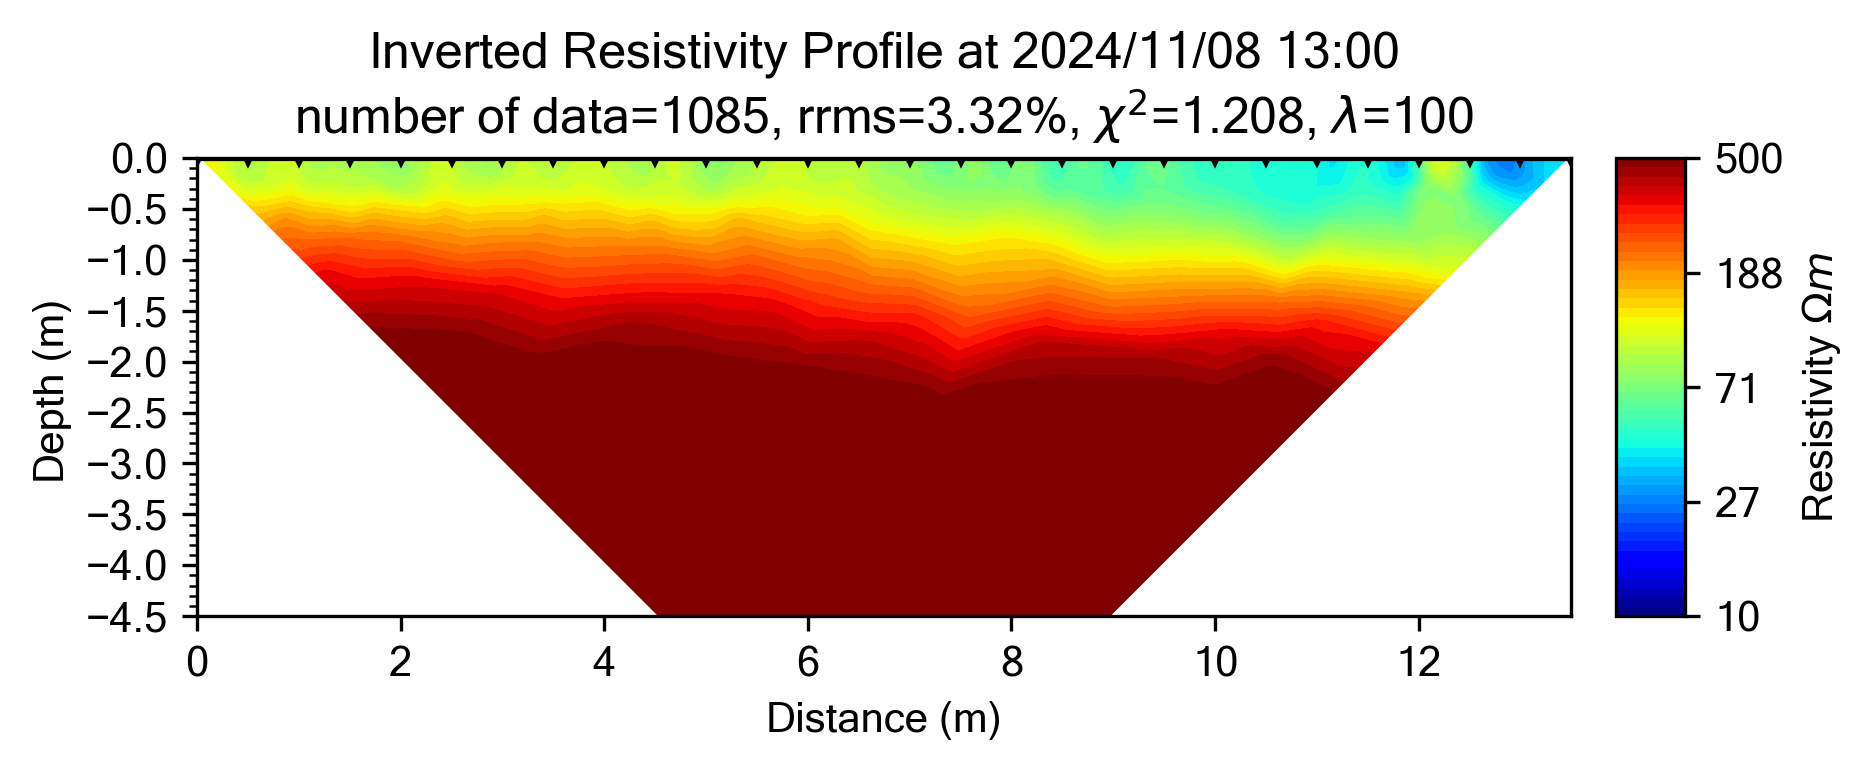 Inverted Resistivity Profile at 2024/11/08 13:00
number of data=1085, rrms=3.32%, χ²=1.208, λ=100
0.0
−0.5
−1.0
−1.5
−2.0
−2.5
−3.0
−3.5
−4.0
−4.5
Depth (m)
0 2 4 6 8 10 12
Distance (m)
500
188
71
27
10
Resistivity Ωm